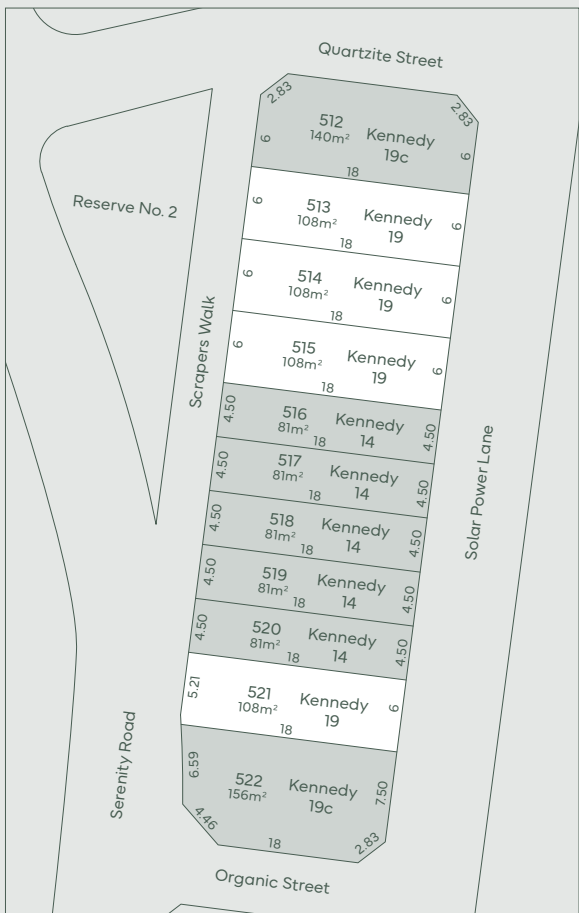 Quartzite Street
2.83
2.83
512
140m²
Kennedy
19c
6
6
18
Reserve No. 2
513
108m²
Kennedy
19
6
6
18
514
108m²
Kennedy
19
6
6
18
Scrapers Walk
515
108m²
Kennedy
19
6
6
18
516
81m²
Kennedy
14
4.50
4.50
18
517
81m²
Kennedy
14
4.50
4.50
18
Solar Power Lane
518
81m²
Kennedy
14
4.50
4.50
18
519
81m²
Kennedy
14
4.50
4.50
18
520
81m²
Kennedy
14
4.50
4.50
18
521
108m²
Kennedy
19
5.21
6
18
Serenity Road
522
156m²
Kennedy
19c
6.59
7.50
4.46
18
2.83
Organic Street